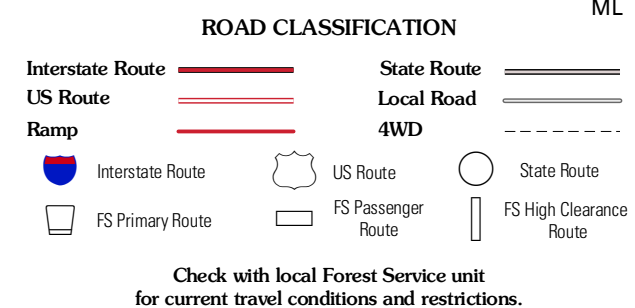 ML
ROAD CLASSIFICATION
Interstate Route
State Route
US Route
Local Road
Ramp
4WD
Interstate Route
US Route
State Route
FS Primary Route
FS Passenger
Route
FS High Clearance
Route
Check with local Forest Service unit
for current travel conditions and restrictions.